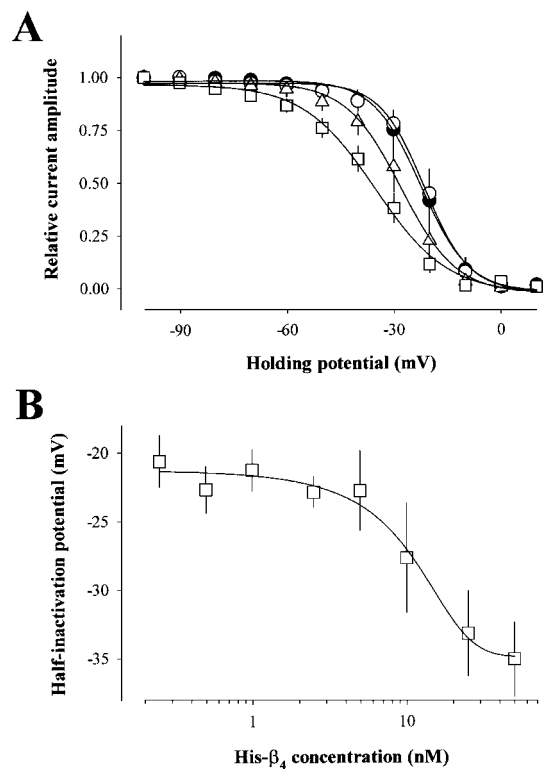 A
Relative current amplitude
1.00
0.75
0.50
0.25
0.00
-90
-60
-30
0
Holding potential (mV)
B
Half-inactivation potential (mV)
-20
-25
-30
-35
1
10
His-β₄ concentration (nM)